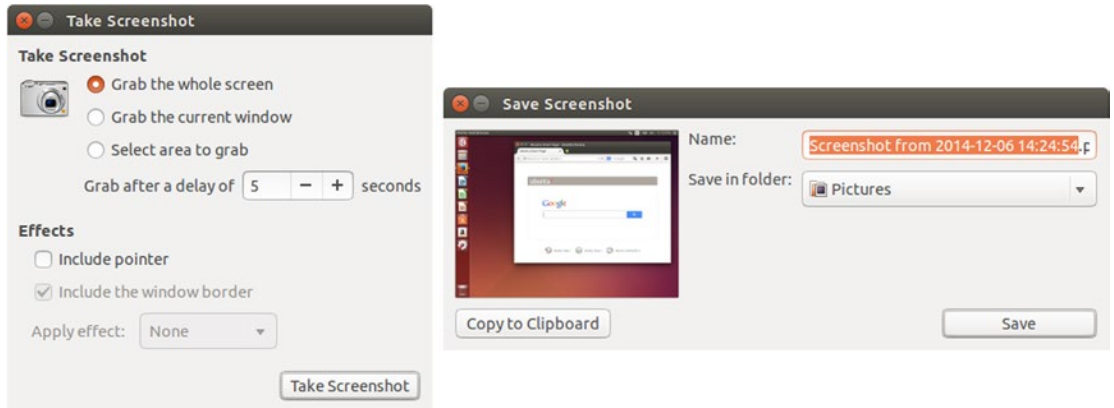 Take Screenshot
Take Screenshot
Grab the whole screen
Grab the current window
Select area to grab
Grab after a delay of 5 − + seconds
Effects
Include pointer
Include the window border
Apply effect: None
Take Screenshot
Save Screenshot
Name: Screenshot from 2014-12-06 14:24:54.p
Save in folder: Pictures
ubuntu
Google
Copy to Clipboard
Save